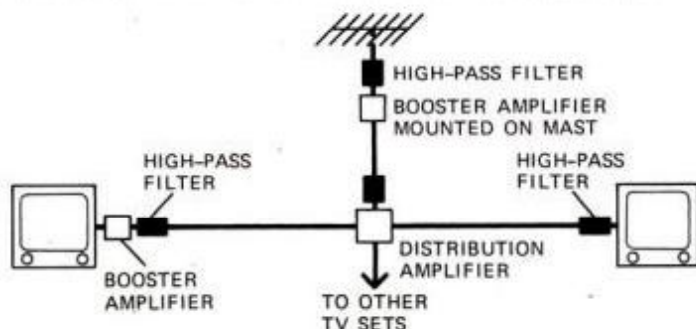 HIGH-PASS FILTER
BOOSTER AMPLIFIER
MOUNTED ON MAST
HIGH-PASS
FILTER
HIGH-PASS
FILTER
BOOSTER
AMPLIFIER
DISTRIBUTION
AMPLIFIER
TO OTHER
TV SETS